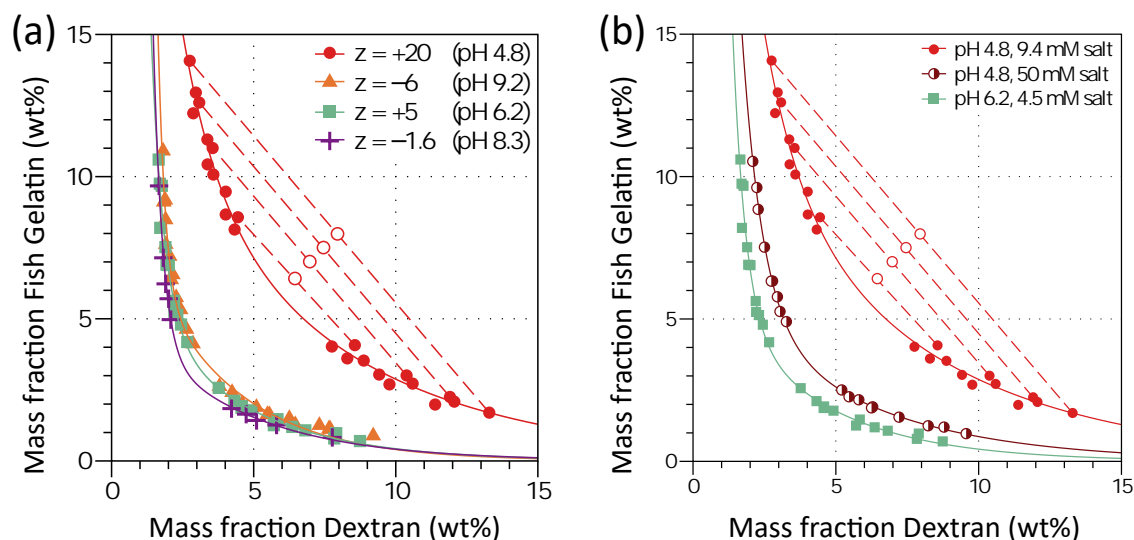 (a)
15
10
5
0
0
5
10
15
Mass fraction Fish Gelatin (wt%)
Mass fraction Dextran (wt%)
z = +20 (pH 4.8)
z = −6 (pH 9.2)
z = +5 (pH 6.2)
z = −1.6 (pH 8.3)
(b)
15
10
5
0
0
5
10
15
Mass fraction Fish Gelatin (wt%)
Mass fraction Dextran (wt%)
pH 4.8, 9.4 mM salt
pH 4.8, 50 mM salt
pH 6.2, 4.5 mM salt